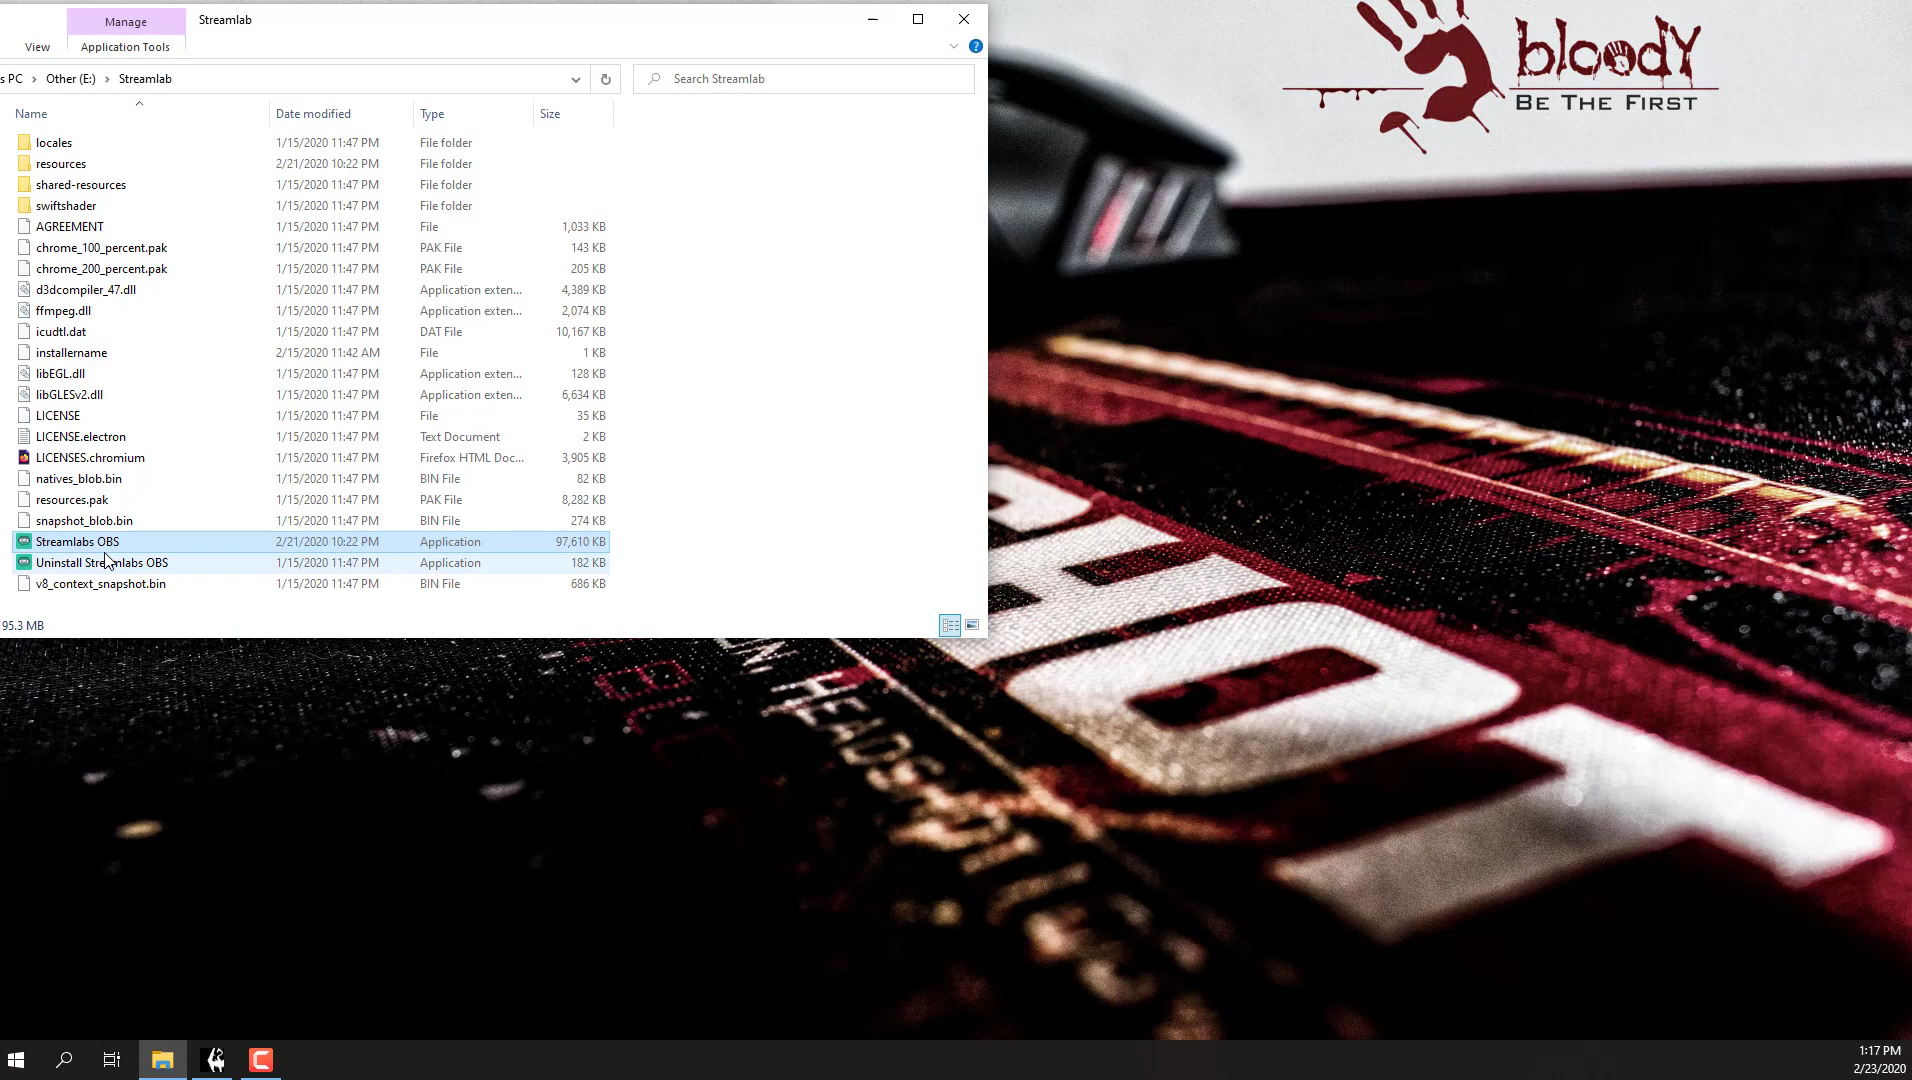 Manage
Streamlab
View
Application Tools
s PC > Other (E:) > Streamlab
Search Streamlab
Name Date modified Type Size
locales 1/15/2020 11:47 PM File folder
resources 2/21/2020 10:22 PM File folder
shared-resources 1/15/2020 11:47 PM File folder
swiftshader 1/15/2020 11:47 PM File folder
AGREEMENT 1/15/2020 11:47 PM File 1,033 KB
chrome_100_percent.pak 1/15/2020 11:47 PM PAK File 143 KB
chrome_200_percent.pak 1/15/2020 11:47 PM PAK File 205 KB
d3dcompiler_47.dll 1/15/2020 11:47 PM Application exten... 4,389 KB
ffmpeg.dll 1/15/2020 11:47 PM Application exten... 2,074 KB
icudtl.dat 1/15/2020 11:47 PM DAT File 10,167 KB
installername 2/15/2020 11:42 AM File 1 KB
libEGL.dll 1/15/2020 11:47 PM Application exten... 128 KB
libGLESv2.dll 1/15/2020 11:47 PM Application exten... 6,634 KB
LICENSE 1/15/2020 11:47 PM File 35 KB
LICENSE.electron 1/15/2020 11:47 PM Text Document 2 KB
LICENSES.chromium 1/15/2020 11:47 PM Firefox HTML Doc... 3,905 KB
natives_blob.bin 1/15/2020 11:47 PM BIN File 82 KB
resources.pak 1/15/2020 11:47 PM PAK File 8,282 KB
snapshot_blob.bin 1/15/2020 11:47 PM BIN File 274 KB
Streamlabs OBS 2/21/2020 10:22 PM Application 97,610 KB
Uninstall Streamlabs OBS 1/15/2020 11:47 PM Application 182 KB
v8_context_snapshot.bin 1/15/2020 11:47 PM BIN File 686 KB
95.3 MB
bloody
BE THE FIRST
HOT
HEADS
1:17 PM
2/23/2020